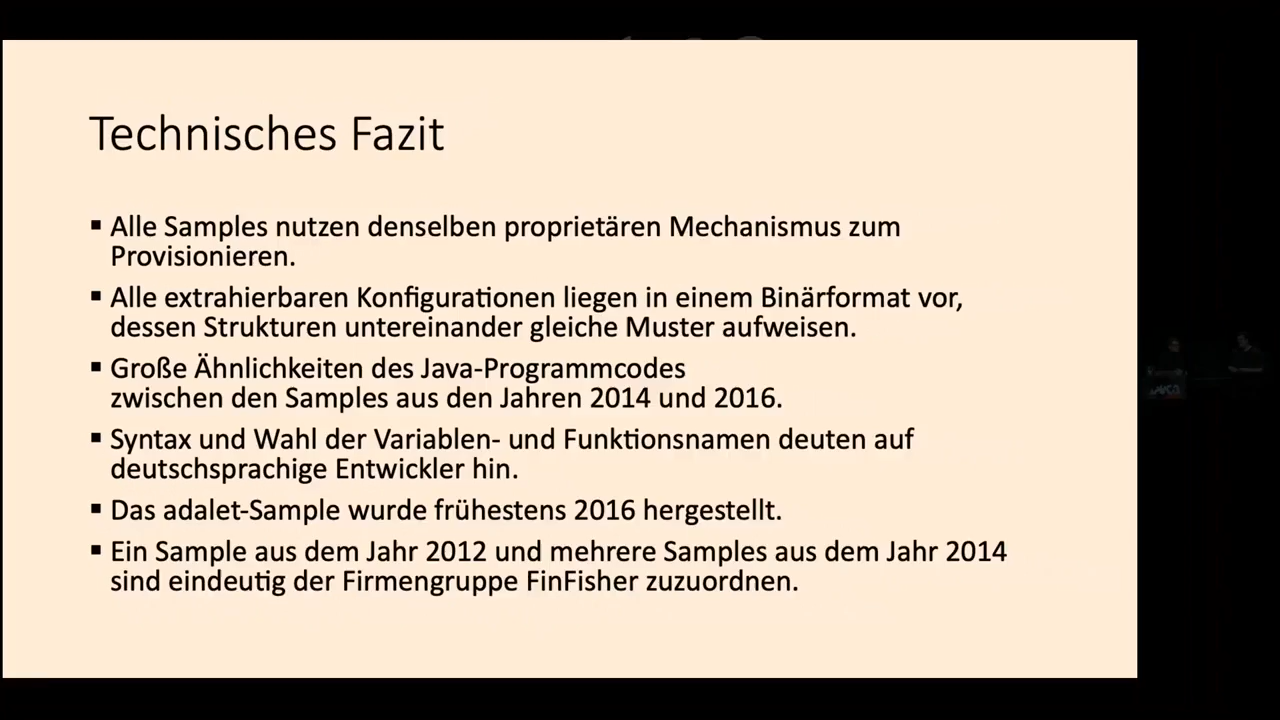 Technisches Fazit
▪ Alle Samples nutzen denselben proprietären Mechanismus zum
Provisionieren.
▪ Alle extrahierbaren Konfigurationen liegen in einem Binärformat vor,
dessen Strukturen untereinander gleiche Muster aufweisen.
▪ Große Ähnlichkeiten des Java-Programmcodes
zwischen den Samples aus den Jahren 2014 und 2016.
▪ Syntax und Wahl der Variablen- und Funktionsnamen deuten auf
deutschsprachige Entwickler hin.
▪ Das adalet-Sample wurde frühestens 2016 hergestellt.
▪ Ein Sample aus dem Jahr 2012 und mehrere Samples aus dem Jahr 2014
sind eindeutig der Firmengruppe FinFisher zuzuordnen.